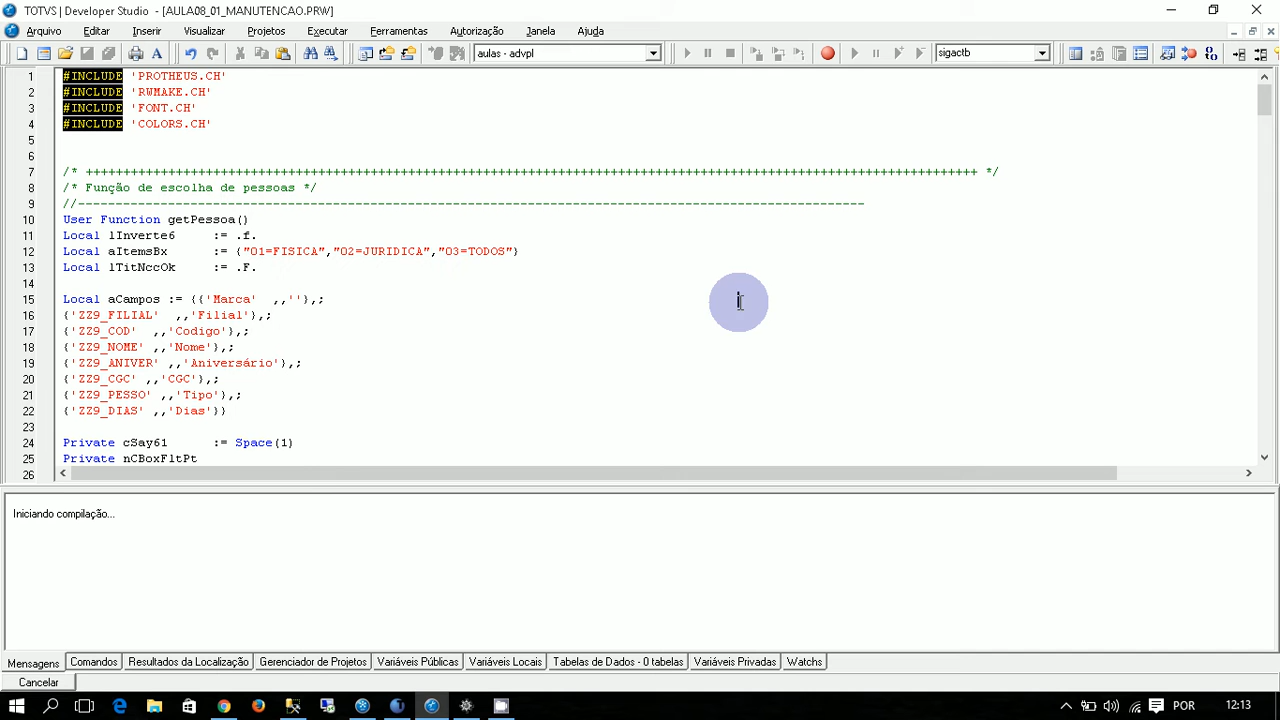 TOTVS | Developer Studio - [AULA08_01_MANUTENCAO.PRW]
Arquivo Editar Inserir Visualizar Projetos Executar Ferramentas Autorização Janela Ajuda
aulas - advpl sigactb
1 #INCLUDE 'PROTHEUS.CH'
2 #INCLUDE 'RWMAKE.CH'
3 #INCLUDE 'FONT.CH'
4 #INCLUDE 'COLORS.CH'
5
6
7 /* +++++++++++++++++++++++++++++++++++++++++++++++++++++++++++++++++++++++++++++++++++++++++++++++++++++++++++++++++++++++ */
8 /* Função de escolha de pessoas */
9 //---------------------------------------------------------------------------------------------------------
10 User Function getPessoa()
11 Local lInverte6 := .f.
12 Local aItemsBx := {"01=FISICA","02=JURIDICA","03=TODOS"}
13 Local lTitNccOk := .F.
14
15 Local aCampos := {{'Marca' ,,''},;
16 {'ZZ9_FILIAL' ,,'Filial'},;
17 {'ZZ9_COD' ,,'Codigo'},;
18 {'ZZ9_NOME' ,,'Nome'},;
19 {'ZZ9_ANIVER' ,,'Aniversário'},;
20 {'ZZ9_CGC' ,,'CGC'},;
21 {'ZZ9_PESSO' ,,'Tipo'},;
22 {'ZZ9_DIAS' ,,'Dias'}}
23
24 Private cSay61 := Space(1)
25 Private nCBoxFltPt
26
Iniciando compilação...
Mensagens Comandos Resultados da Localização Gerenciador de Projetos Variáveis Públicas Variáveis Locais Tabelas de Dados - 0 tabelas Variáveis Privadas Watchs
Cancelar
POR 12:13